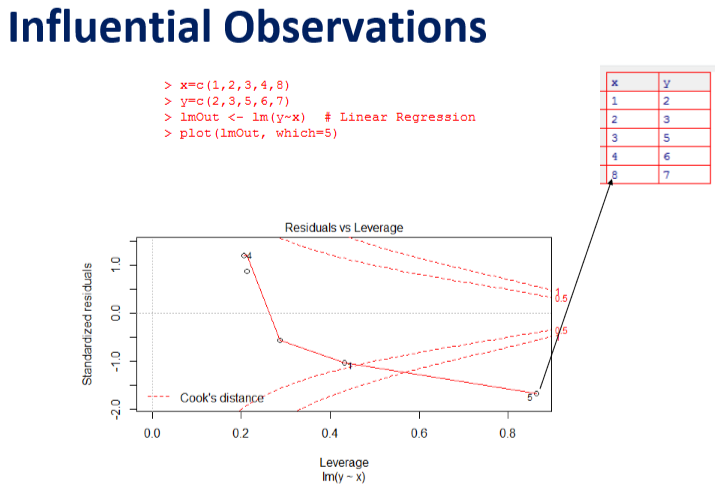 Influential Observations
> x=c(1,2,3,4,8)
> y=c(2,3,5,6,7)
> lmOut <- lm(y~x)  # Linear Regression
> plot(lmOut, which=5)
x y
1 2
2 3
3 5
4 6
8 7
Residuals vs Leverage
Standardized residuals
1.0
0.0
-1.0
-2.0
4
1
5
1
0.5
0.5
1
Cook's distance
0.0 0.2 0.4 0.6 0.8
Leverage
lm(y ~ x)